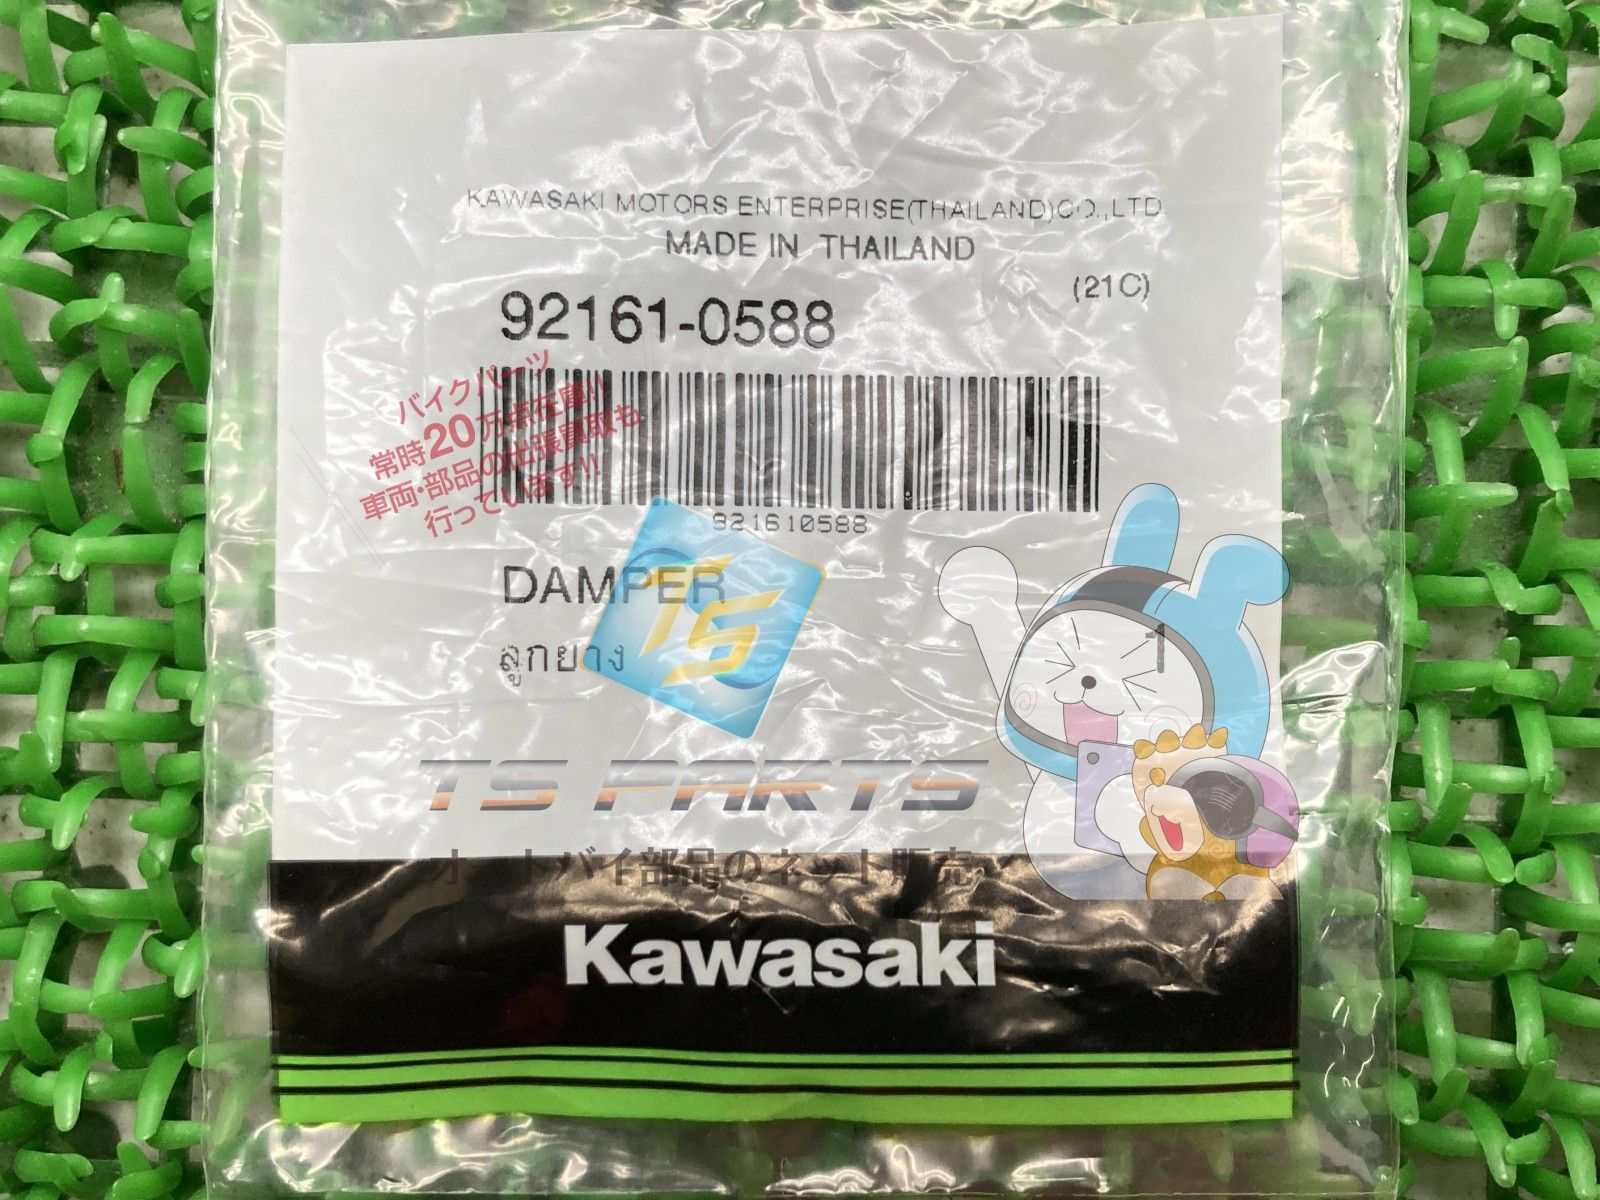 KAWASAKI MOTORS ENTERPRISE(THAILAND)CO.,LTD.
MADE IN THAILAND
(21C)
92161-0588
バイクパーツ
常時20万点在庫!!
車両・部品の出張買取も
行っています!!
921610588
DAMPER
1
ลูกยาง
TS
TS PARTS
オートバイ部品のネット販売
Kawasaki